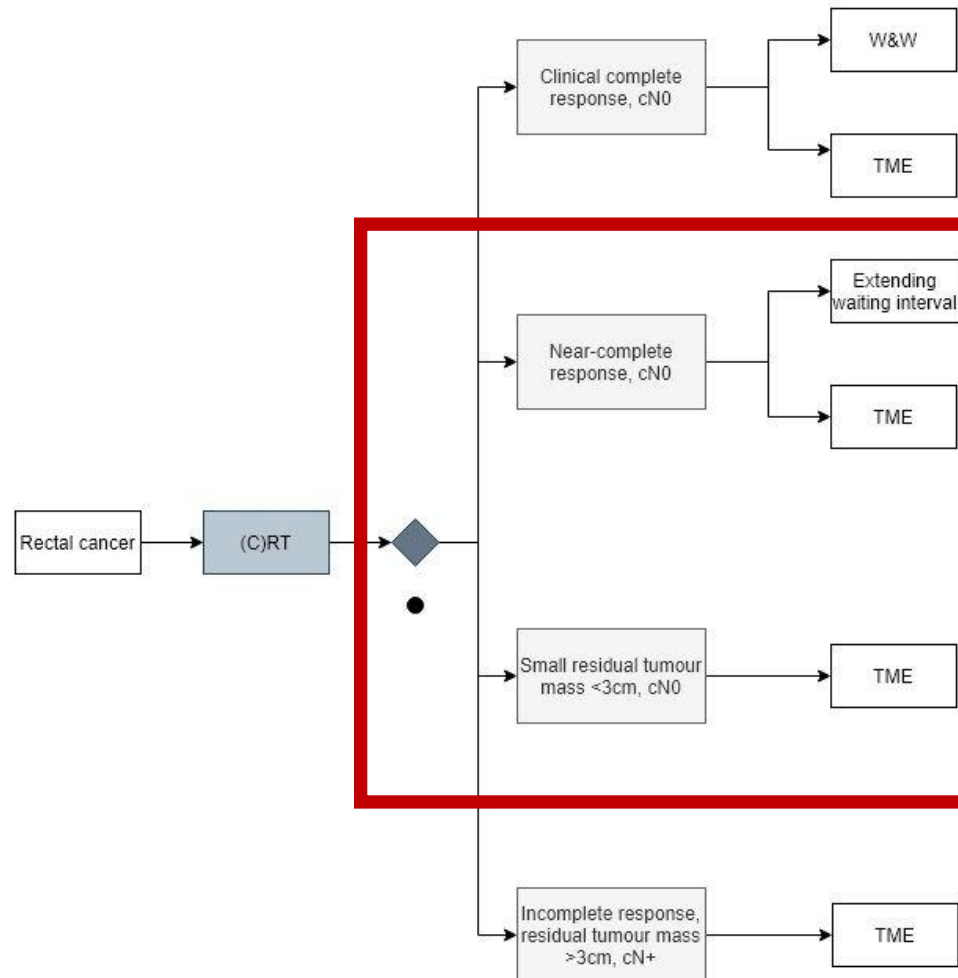 W&W
Clinical complete
response, cN0
TME
Extending
waiting interval
Near-complete
response, cN0
TME
Rectal cancer
(C)RT
Small residual tumour
mass <3cm, cN0
TME
Incomplete response,
residual tumour mass
>3cm, cN+
TME